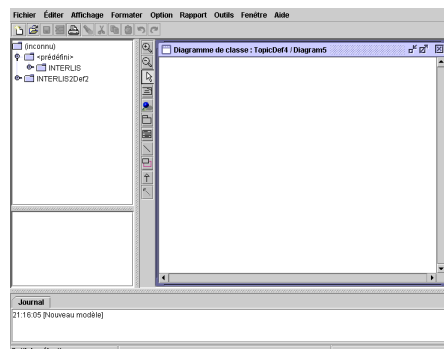 Fichier Éditer Affichage Formater Option Rapport Outils Fenêtre Aide
(inconnu)
<prédéfini>
INTERLIS
INTERLIS2Def2
Diagramme de classe : TopicDef4 / Diagram5
Journal
21:16:05 [Nouveau modèle]